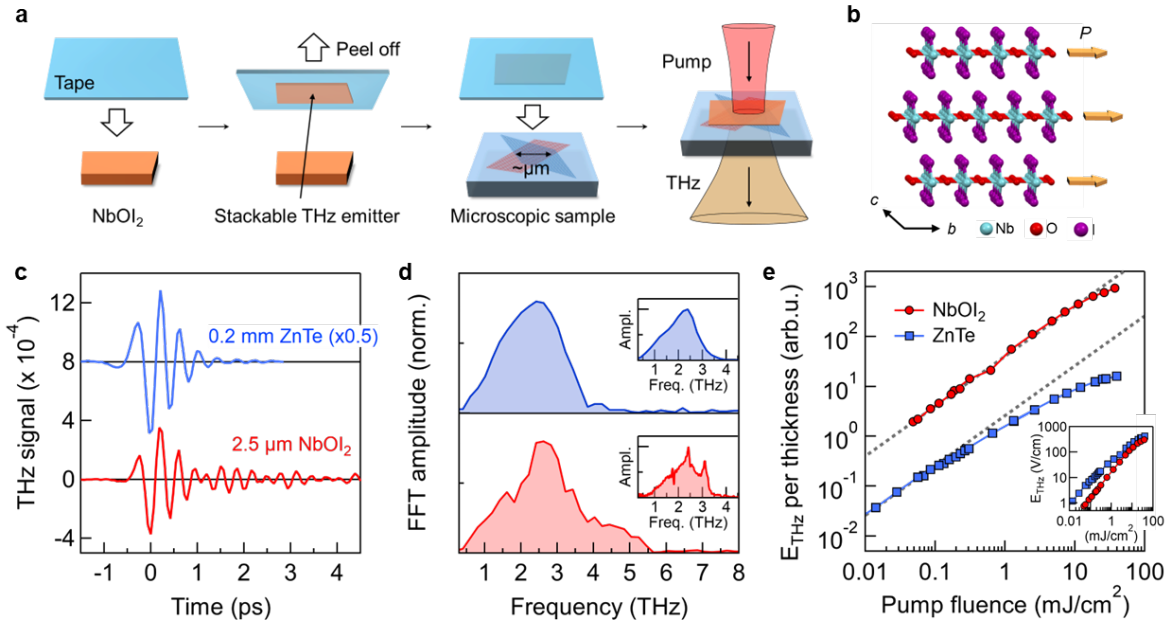 a
Tape
NbOI₂
Peel off
Stackable THz emitter
~μm
Microscopic sample
Pump
THz
b
P
c
b
Nb
O
I
c
THz signal (x 10⁻⁴)
12
8
4
0
-4
0.2 mm ZnTe (x0.5)
2.5 μm NbOI₂
-1 0 1 2 3 4
Time (ps)
d
FFT amplitude (norm.)
Ampl.
1 2 3 4
Freq. (THz)
Ampl.
1 2 3 4
Freq. (THz)
1 2 3 4 5 6 7 8
Frequency (THz)
e
E_THz per thickness (arb.u.)
10³
10²
10¹
10⁰
10⁻¹
10⁻²
NbOI₂
ZnTe
E_THz (V/cm)
1000
100
10
1
0.01 1 100
(mJ/cm²)
0.01 0.1 1 10 100
Pump fluence (mJ/cm²)